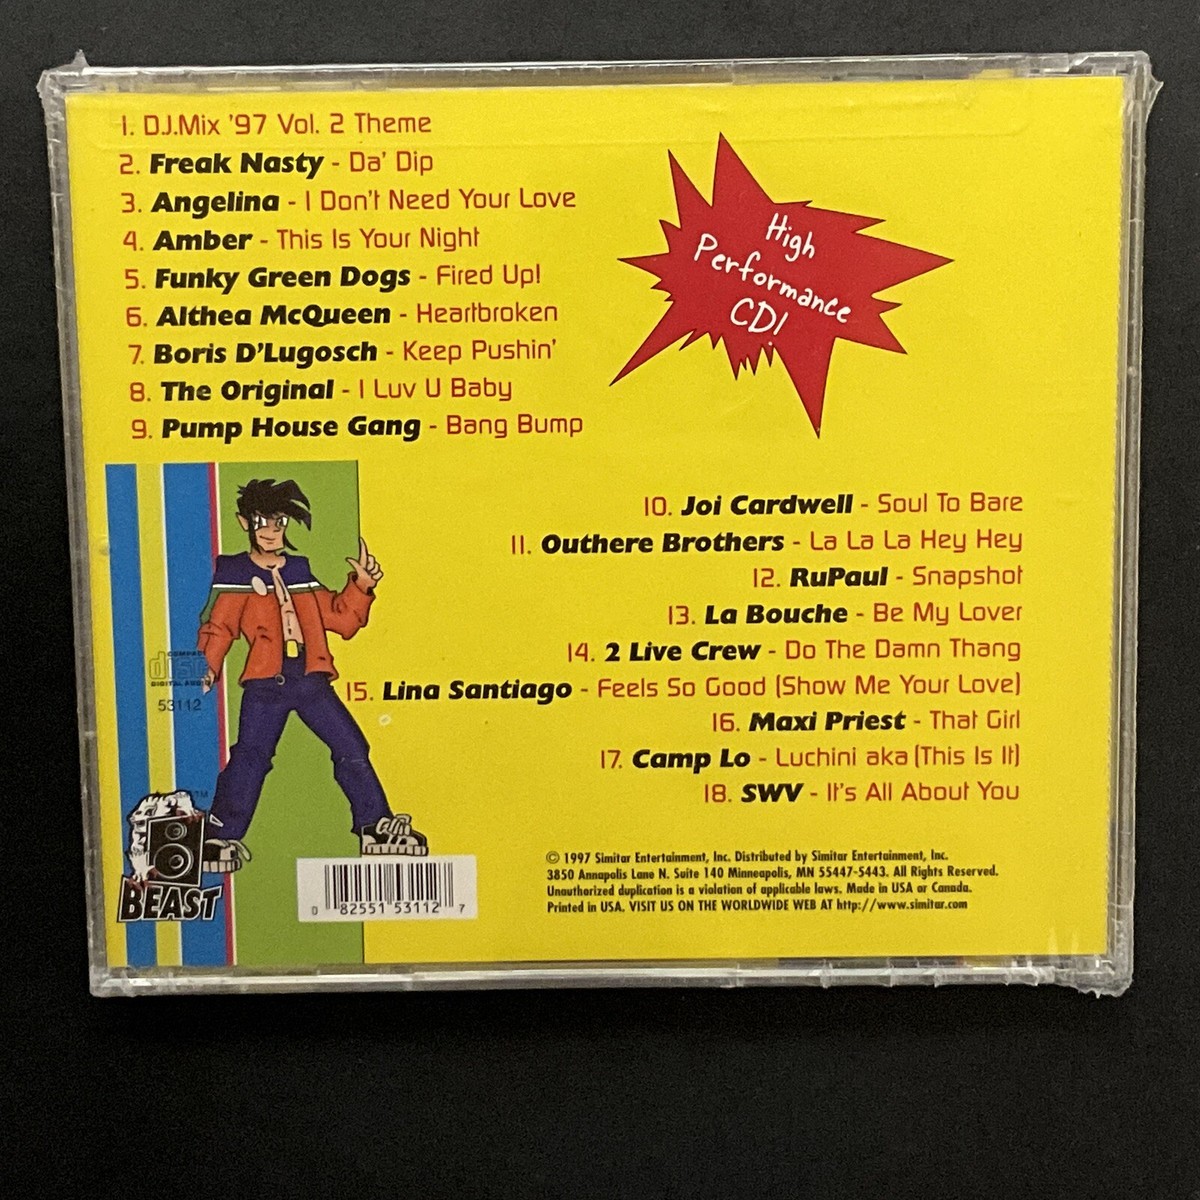 1. D.J.Mix '97 Vol. 2 Theme
2. Freak Nasty - Da' Dip
3. Angelina - I Don't Need Your Love
4. Amber - This Is Your Night
5. Funky Green Dogs - Fired Up!
6. Althea McQueen - Heartbroken
7. Boris D'Lugosch - Keep Pushin'
8. The Original - I Luv U Baby
9. Pump House Gang - Bang Bump
High
Performance
CD!
10. Joi Cardwell - Soul To Bare
11. Outhere Brothers - La La La Hey Hey
12. RuPaul - Snapshot
13. La Bouche - Be My Lover
14. 2 Live Crew - Do The Damn Thang
15. Lina Santiago - Feels So Good (Show Me Your Love)
16. Maxi Priest - That Girl
17. Camp Lo - Luchini aka (This Is It)
18. SWV - It's All About You
COMPACT
disc
DIGITAL AUDIO
53112
BEAST
0 82551 53112 7
© 1997 Simitar Entertainment, Inc. Distributed by Simitar Entertainment, Inc.
3850 Annapolis Lane N. Suite 140 Minneapolis, MN 55447-5443. All Rights Reserved.
Unauthorized duplication is a violation of applicable laws. Made in USA or Canada.
Printed in USA. VISIT US ON THE WORLDWIDE WEB AT http://www.simitar.com